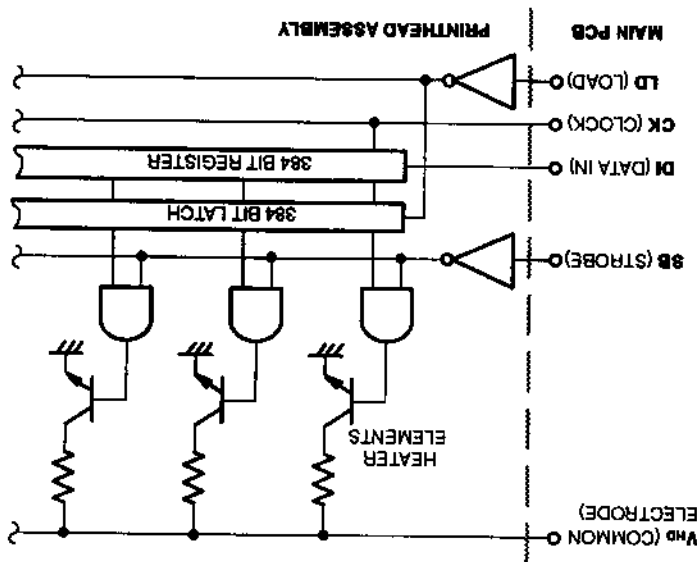 VHD (COMMON
ELECTRODE)
HEATER
ELEMENTS
SB (STROBE)
384 BIT LATCH
DI (DATA IN)
384 BIT REGISTER
CK (CLOCK)
LD (LOAD)
MAIN PCB
PRINTHEAD ASSEMBLY